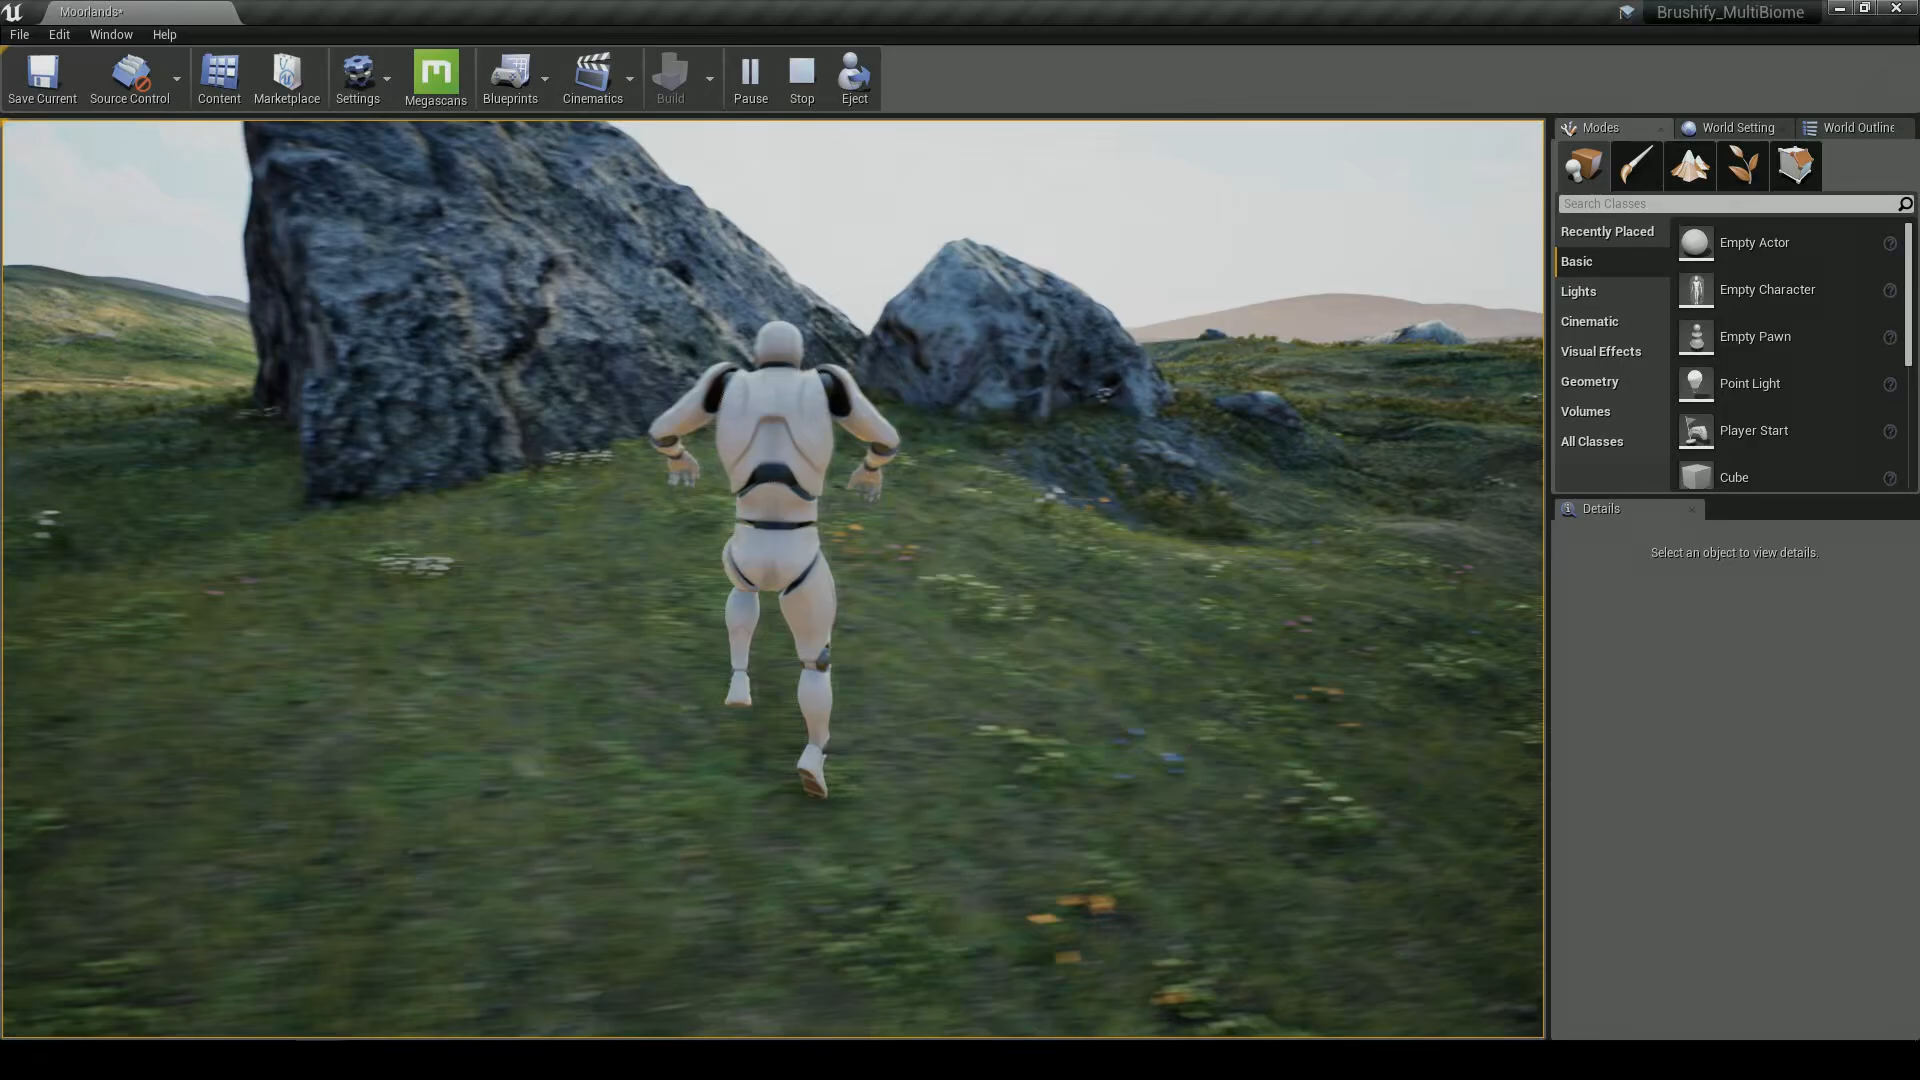 Moorlands*
Brushify_MultiBiome
File Edit Window Help
Save Current Source Control Content Marketplace Settings Megascans Blueprints Cinematics Build Pause Stop Eject
Modes World Setting World Outline
Search Classes
Recently Placed
Basic
Lights
Cinematic
Visual Effects
Geometry
Volumes
All Classes
Empty Actor
Empty Character
Empty Pawn
Point Light
Player Start
Cube
Details
Select an object to view details.